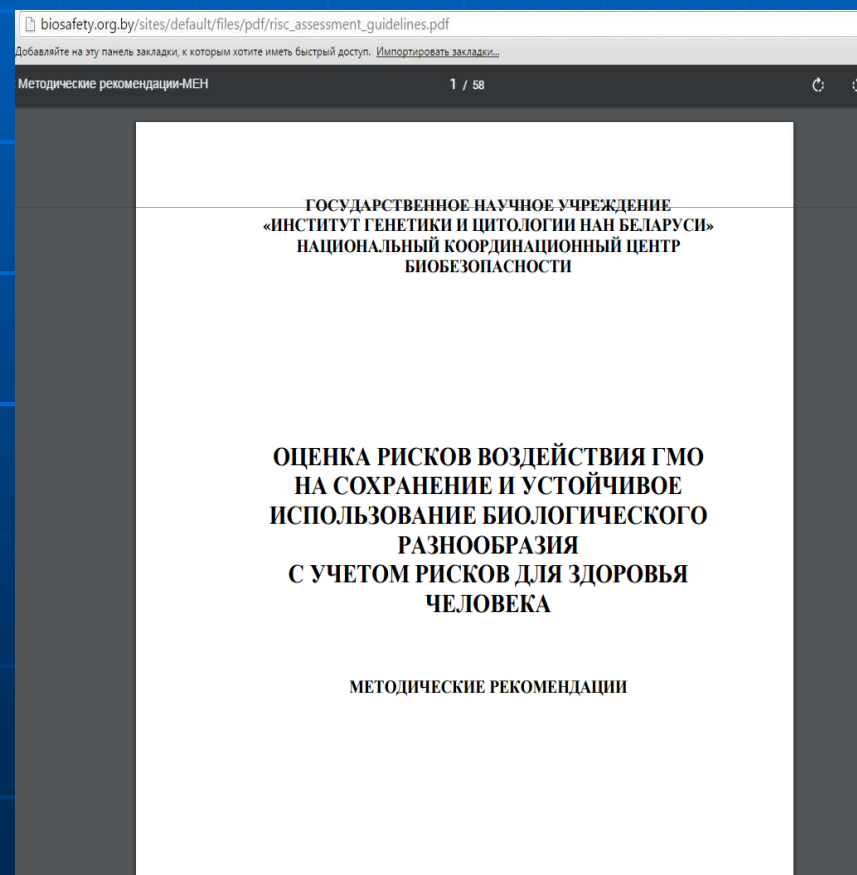 biosafety.org.by/sites/default/files/pdf/risc_assessment_guidelines.pdf
Добавляйте на эту панель закладки, к которым хотите иметь быстрый доступ. Импортировать закладки...
Методические рекомендации-МЕН 1 / 58
ГОСУДАРСТВЕННОЕ НАУЧНОЕ УЧРЕЖДЕНИЕ
«ИНСТИТУТ ГЕНЕТИКИ И ЦИТОЛОГИИ НАН БЕЛАРУСИ»
НАЦИОНАЛЬНЫЙ КООРДИНАЦИОННЫЙ ЦЕНТР
БИОБЕЗОПАСНОСТИ
ОЦЕНКА РИСКОВ ВОЗДЕЙСТВИЯ ГМО
НА СОХРАНЕНИЕ И УСТОЙЧИВОЕ
ИСПОЛЬЗОВАНИЕ БИОЛОГИЧЕСКОГО
РАЗНООБРАЗИЯ
С УЧЕТОМ РИСКОВ ДЛЯ ЗДОРОВЬЯ
ЧЕЛОВЕКА
МЕТОДИЧЕСКИЕ РЕКОМЕНДАЦИИ